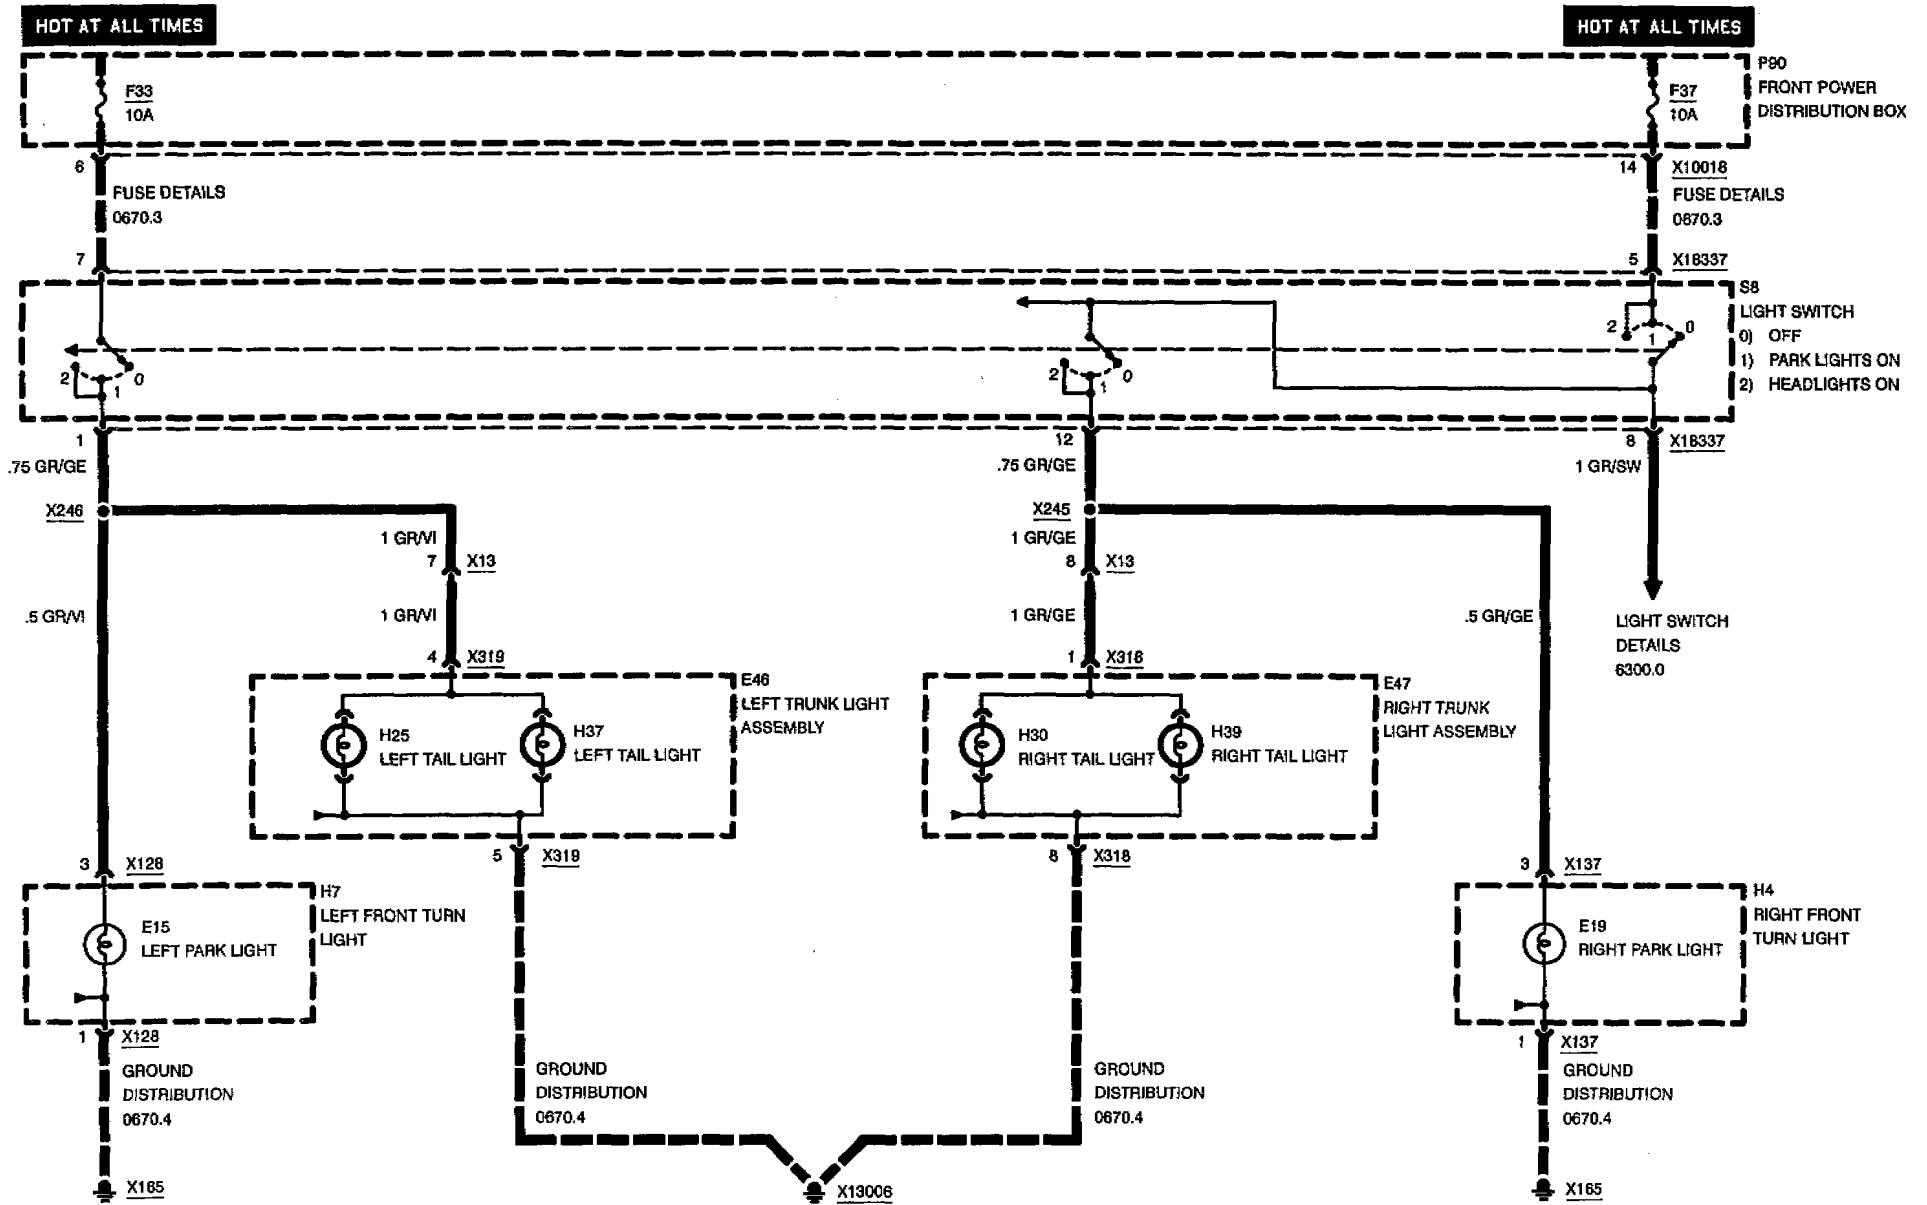 HOT AT ALL TIMES
HOT AT ALL TIMES
F33
10A
F37
10A
P90
FRONT POWER
DISTRIBUTION BOX
6
14
X10018
FUSE DETAILS
0670.3
FUSE DETAILS
0670.3
7
5
X18337
S8
LIGHT SWITCH
0) OFF
1) PARK LIGHTS ON
2) HEADLIGHTS ON
2
1
0
2
1
0
2
1
0
1
12
8
X18337
.75 GR/GE
.75 GR/GE
1 GR/SW
X246
X245
1 GR/VI
7
X13
1 GR/GE
8
X13
.5 GR/VI
1 GR/VI
1 GR/GE
.5 GR/GE
LIGHT SWITCH
DETAILS
6300.0
4
X319
1
X318
E46
LEFT TRUNK LIGHT
ASSEMBLY
E47
RIGHT TRUNK
LIGHT ASSEMBLY
H25
LEFT TAIL LIGHT
H37
LEFT TAIL LIGHT
H30
RIGHT TAIL LIGHT
H39
RIGHT TAIL LIGHT
5
X319
8
X318
3
X128
3
X137
H7
LEFT FRONT TURN
LIGHT
H4
RIGHT FRONT
TURN LIGHT
E15
LEFT PARK LIGHT
E19
RIGHT PARK LIGHT
1
X128
1
X137
GROUND
DISTRIBUTION
0670.4
GROUND
DISTRIBUTION
0670.4
GROUND
DISTRIBUTION
0670.4
GROUND
DISTRIBUTION
0670.4
X165
X13006
X165